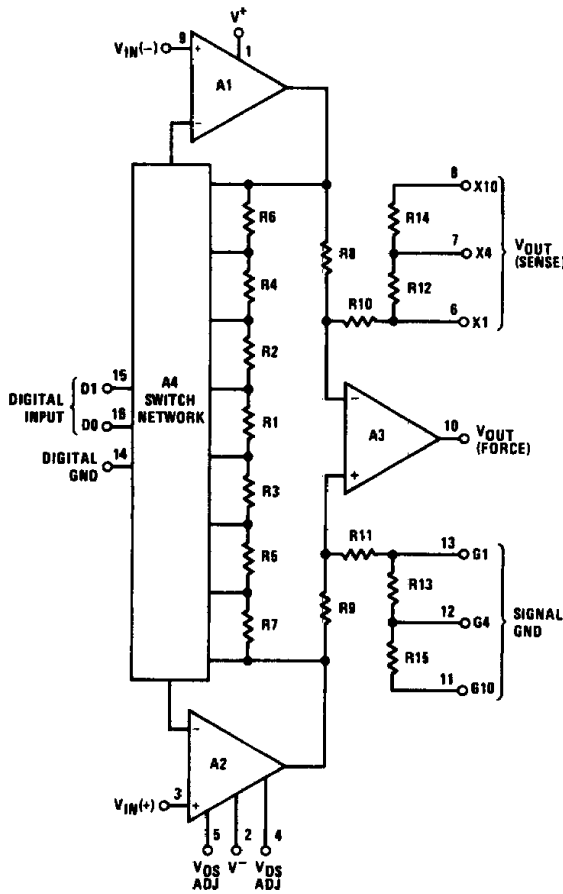 V+
9
VIN(−)
1
+
A1
−
8
X10
R6
R14
R8
7
X4
VOUT
(SENSE)
R4
R12
R10
6
X1
R2
A4
SWITCH
NETWORK
15
D1
DIGITAL
INPUT
16
D0
−
R1
A3
10
VOUT
(FORCE)
14
DIGITAL
GND
+
R3
R11
13
G1
R5
R13
R9
12
G4
SIGNAL
GND
R7
R15
11
G10
−
A2
3
VIN(+)
+
5
2
4
VOS
ADJ
V−
VOS
ADJ